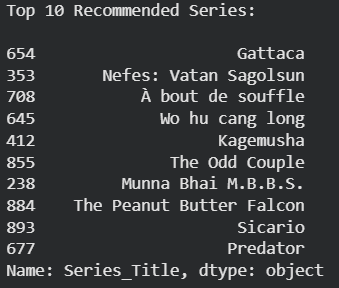 Top 10 Recommended Series:
654 Gattaca
353 Nefes: Vatan Sagolsun
708 À bout de souffle
645 Wo hu cang long
412 Kagemusha
855 The Odd Couple
238 Munna Bhai M.B.B.S.
884 The Peanut Butter Falcon
893 Sicario
677 Predator
Name: Series_Title, dtype: object